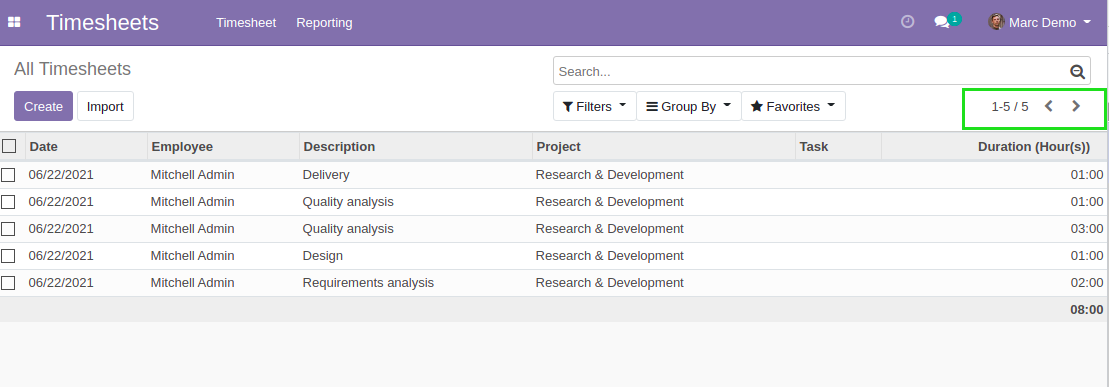 Timesheets Timesheet Reporting 1 Marc Demo
All Timesheets Search...
Create Import Filters Group By Favorites 1-5 / 5
Date Employee Description Project Task Duration (Hour(s))
06/22/2021 Mitchell Admin Delivery Research & Development 01:00
06/22/2021 Mitchell Admin Quality analysis Research & Development 01:00
06/22/2021 Mitchell Admin Quality analysis Research & Development 03:00
06/22/2021 Mitchell Admin Design Research & Development 01:00
06/22/2021 Mitchell Admin Requirements analysis Research & Development 02:00
08:00